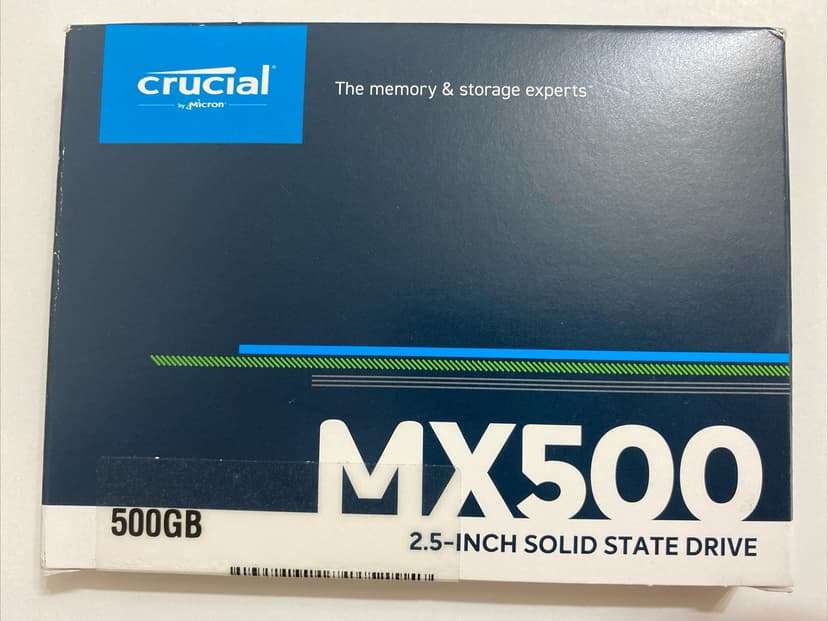 crucial®
by Micron®
The memory & storage experts™
MX500
500GB
2.5-INCH SOLID STATE DRIVE